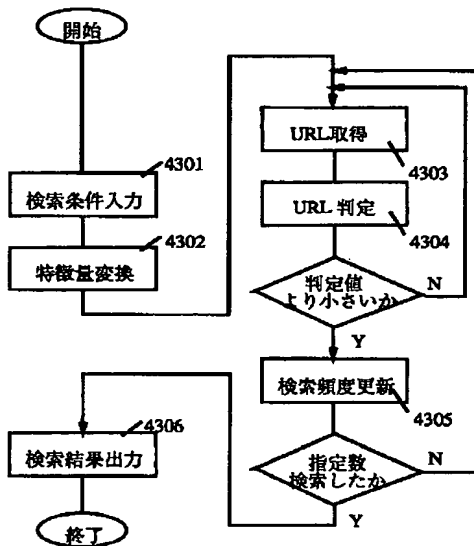 開始
4301
検索条件入力
4302
特徴量変換
URL取得
4303
URL 判定
4304
判定値
より小さいか
N
Y
検索頻度更新
4305
指定数
検索したか
N
Y
4306
検索結果出力
終了